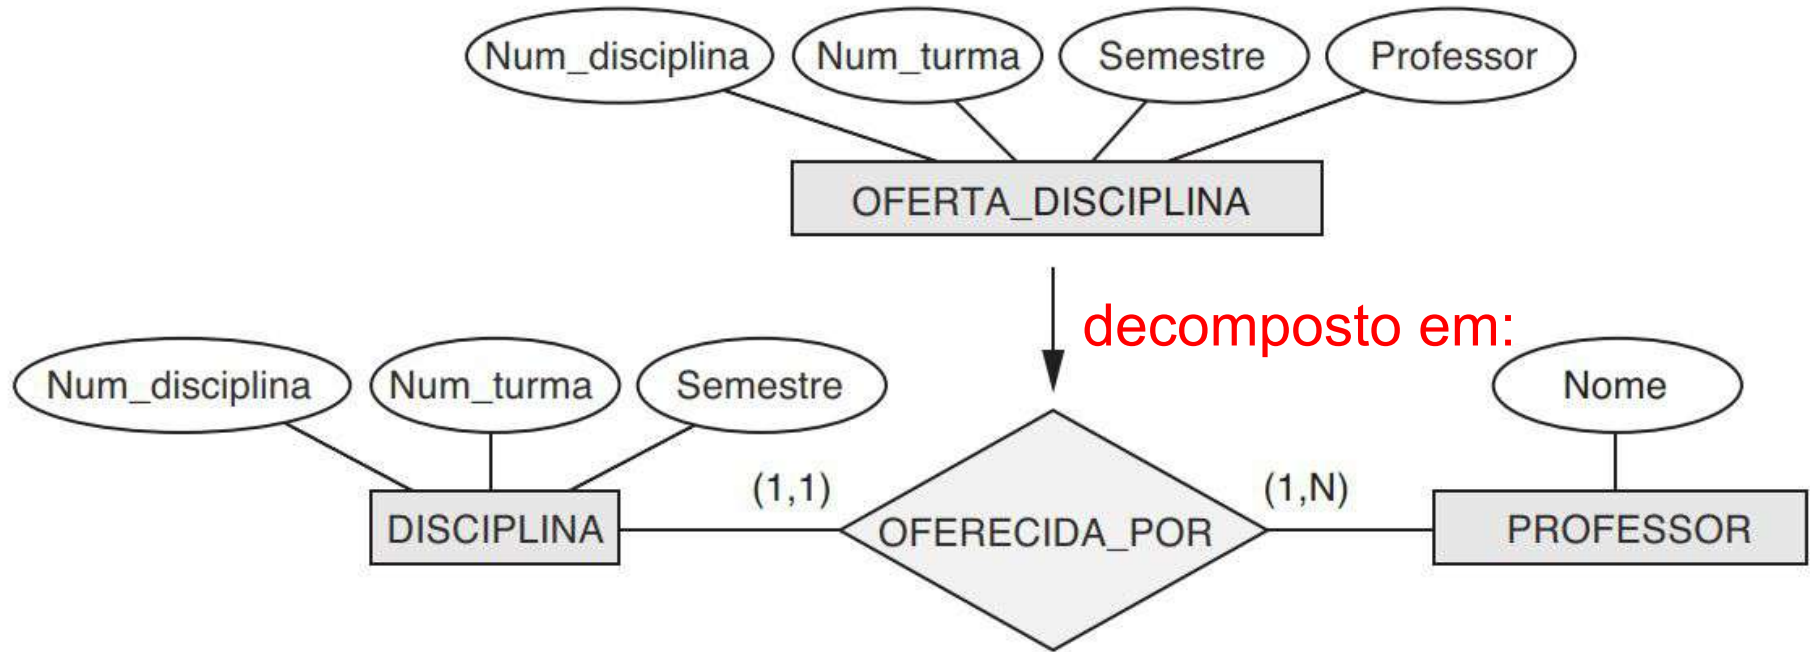 Num_disciplina Num_turma Semestre Professor
OFERTA_DISCIPLINA
decomposto em:
Num_disciplina Num_turma Semestre Nome
(1,1) (1,N)
DISCIPLINA OFERECIDA_POR PROFESSOR